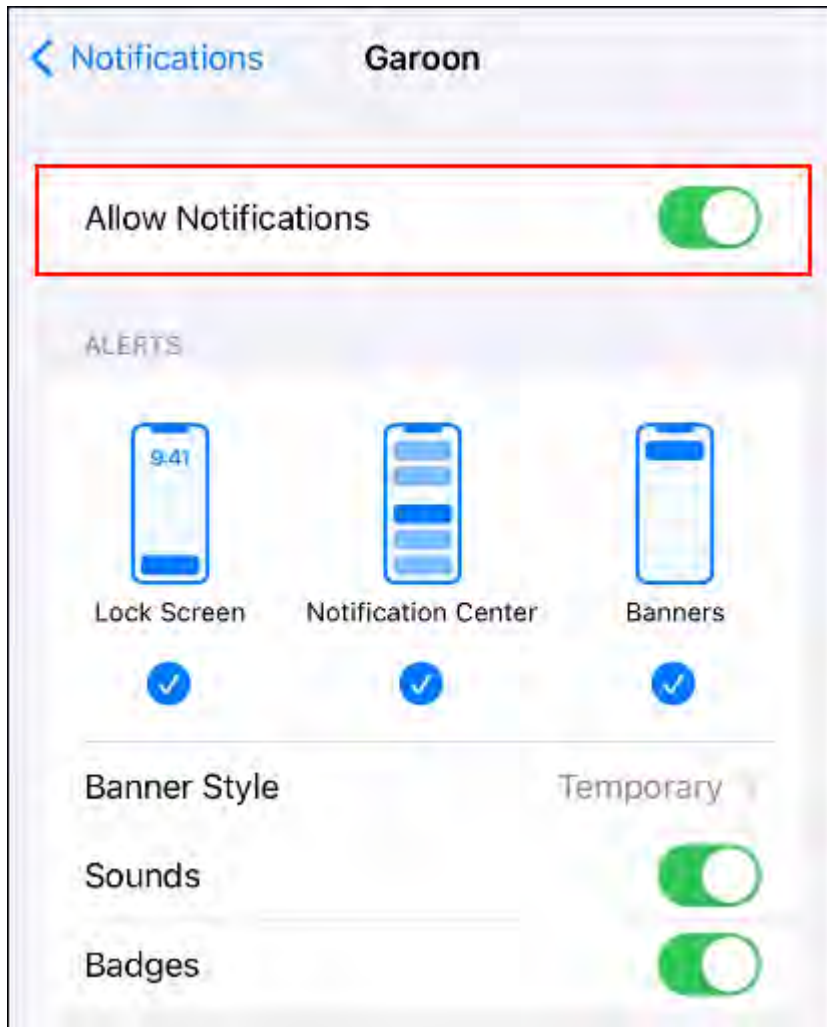 Notifications Garoon
Allow Notifications
ALERTS
9:41
Lock Screen Notification Center Banners
Banner Style Temporary
Sounds
Badges